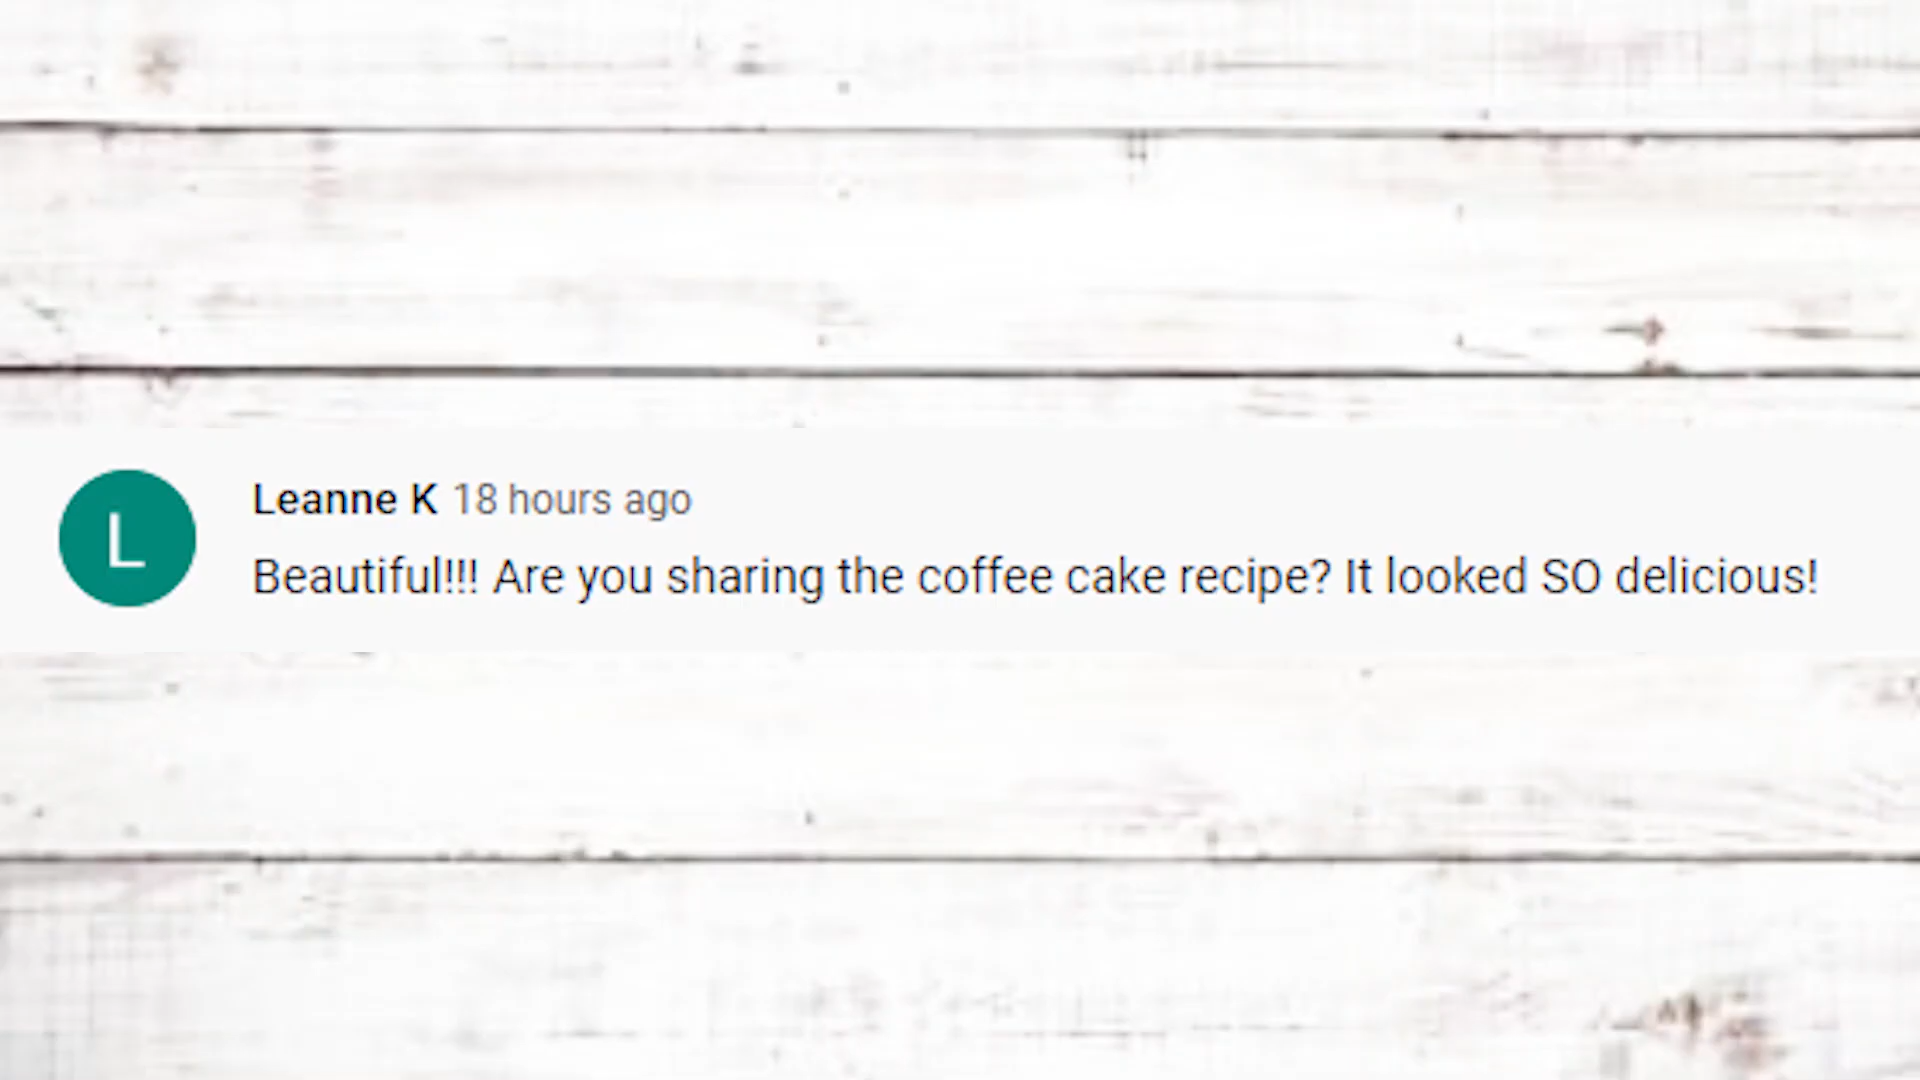 L
Leanne K 18 hours ago
Beautiful!!! Are you sharing the coffee cake recipe? It looked SO delicious!